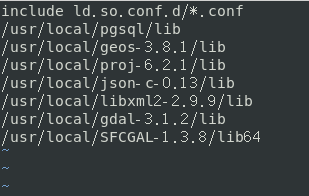 include ld.so.conf.d/*.conf
/usr/local/pgsql/lib
/usr/local/geos-3.8.1/lib
/usr/local/proj-6.2.1/lib
/usr/local/json-c-0.13/lib
/usr/local/libxml2-2.9.9/lib
/usr/local/gdal-3.1.2/lib
/usr/local/SFCGAL-1.3.8/lib64
~
~
~